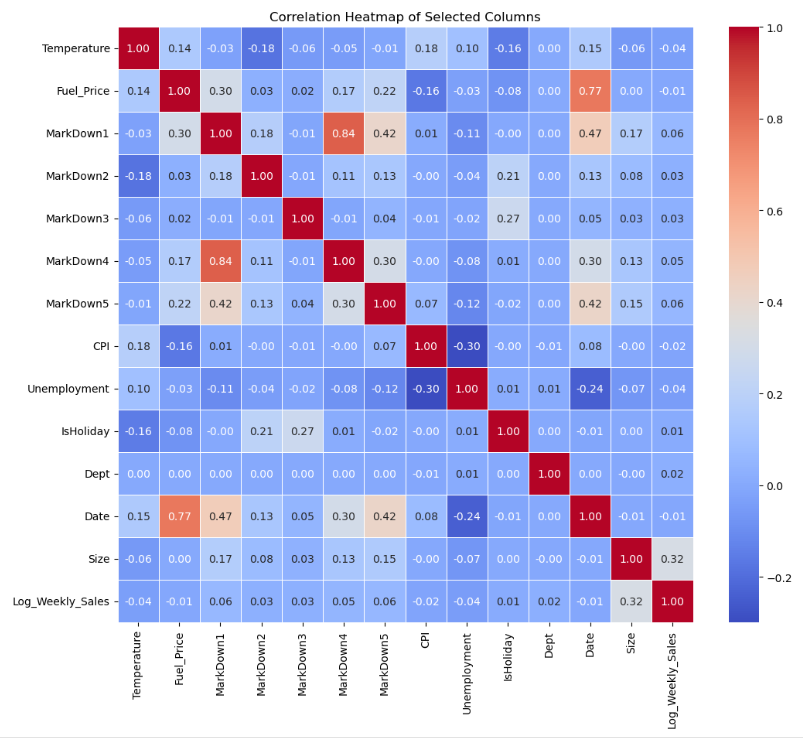 Correlation Heatmap of Selected Columns
Temperature 1.00 0.14 -0.03 -0.18 -0.06 -0.05 -0.01 0.18 0.10 -0.16 0.00 0.15 -0.06 -0.04
Fuel_Price 0.14 1.00 0.30 0.03 0.02 0.17 0.22 -0.16 -0.03 -0.08 0.00 0.77 0.00 -0.01
MarkDown1 -0.03 0.30 1.00 0.18 -0.01 0.84 0.42 0.01 -0.11 -0.00 0.00 0.47 0.17 0.06
MarkDown2 -0.18 0.03 0.18 1.00 -0.01 0.11 0.13 -0.00 -0.04 0.21 0.00 0.13 0.08 0.03
MarkDown3 -0.06 0.02 -0.01 -0.01 1.00 -0.01 0.04 -0.01 -0.02 0.27 0.00 0.05 0.03 0.03
MarkDown4 -0.05 0.17 0.84 0.11 -0.01 1.00 0.30 -0.00 -0.08 0.01 0.00 0.30 0.13 0.05
MarkDown5 -0.01 0.22 0.42 0.13 0.04 0.30 1.00 0.07 -0.12 -0.02 0.00 0.42 0.15 0.06
CPI 0.18 -0.16 0.01 -0.00 -0.01 -0.00 0.07 1.00 -0.30 -0.00 -0.01 0.08 -0.00 -0.02
Unemployment 0.10 -0.03 -0.11 -0.04 -0.02 -0.08 -0.12 -0.30 1.00 0.01 0.01 -0.24 -0.07 -0.04
IsHoliday -0.16 -0.08 -0.00 0.21 0.27 0.01 -0.02 -0.00 0.01 1.00 0.00 -0.01 0.00 0.01
Dept 0.00 0.00 0.00 0.00 0.00 0.00 0.00 -0.01 0.01 0.00 1.00 0.00 -0.00 0.02
Date 0.15 0.77 0.47 0.13 0.05 0.30 0.42 0.08 -0.24 -0.01 0.00 1.00 -0.01 -0.01
Size -0.06 0.00 0.17 0.08 0.03 0.13 0.15 -0.00 -0.07 0.00 -0.00 -0.01 1.00 0.32
Log_Weekly_Sales -0.04 -0.01 0.06 0.03 0.03 0.05 0.06 -0.02 -0.04 0.01 0.02 -0.01 0.32 1.00
Temperature
Fuel_Price
MarkDown1
MarkDown2
MarkDown3
MarkDown4
MarkDown5
CPI
Unemployment
IsHoliday
Dept
Date
Size
Log_Weekly_Sales
1.0
0.8
0.6
0.4
0.2
0.0
−0.2